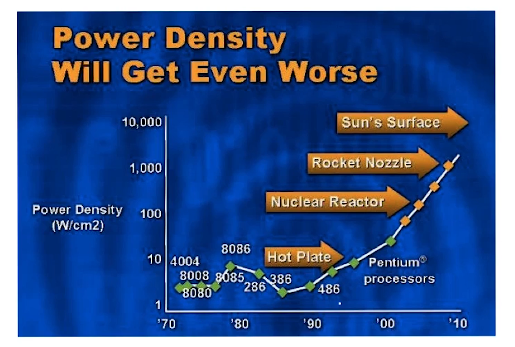 Power Density
Will Get Even Worse
10,000
Sun's Surface
1,000
Rocket Nozzle
Power Density
(W/cm2)
100
Nuclear Reactor
10
4004
8008
8080
8085
8086
286
Hot Plate
386
486
Pentium®
processors
1
'70
'80
'90
'00
'10